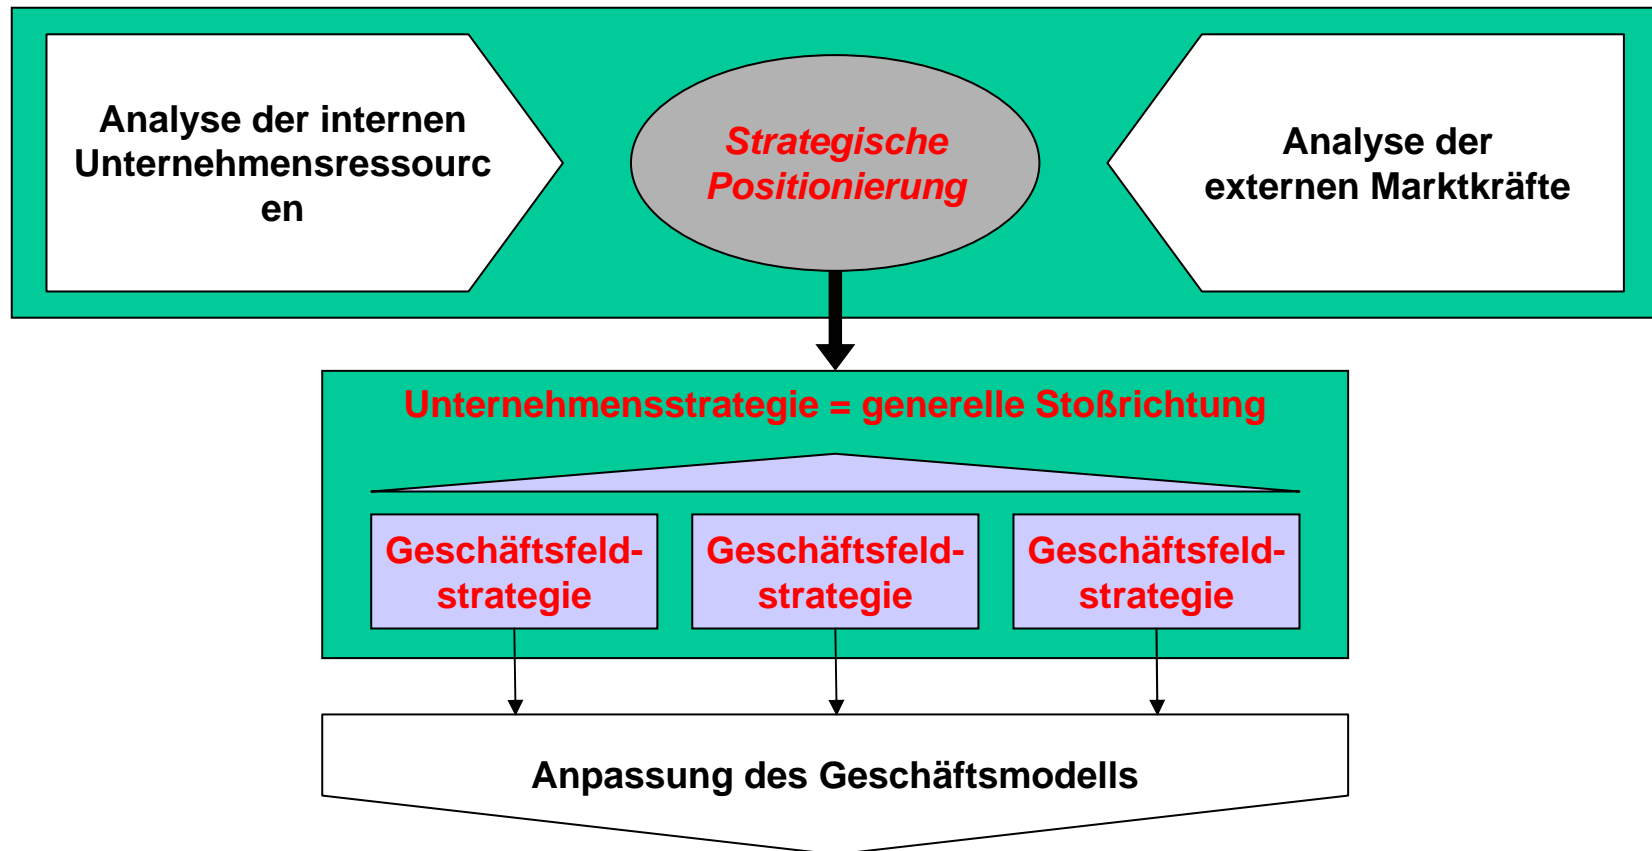 Analyse der internen
Unternehmensressourc
en
Strategische
Positionierung
Analyse der
externen Marktkräfte
Unternehmensstrategie = generelle Stoßrichtung
Geschäftsfeld-
strategie
Geschäftsfeld-
strategie
Geschäftsfeld-
strategie
Anpassung des Geschäftsmodells